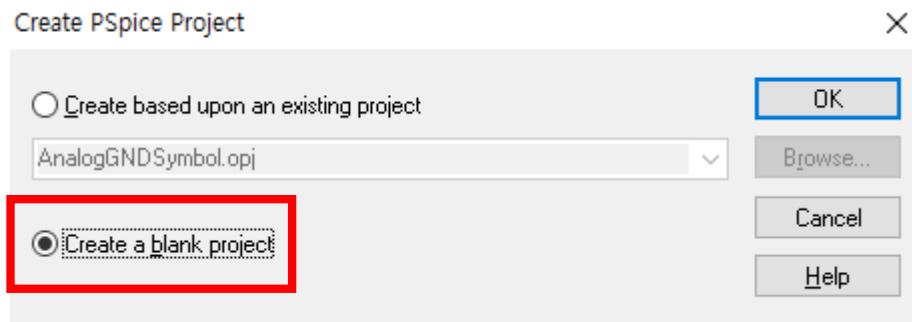 Create PSpice Project
Create based upon an existing project
OK
AnalogGNDSymbol.opj
Browse...
Create a blank project
Cancel
Help